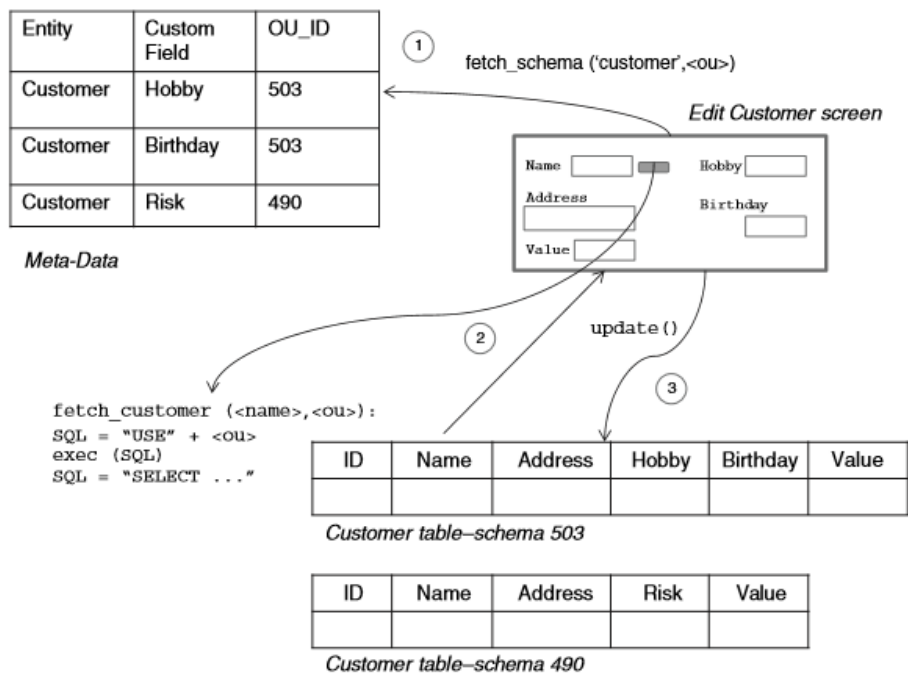 Entity Custom Field OU_ID
Customer Hobby 503
Customer Birthday 503
Customer Risk 490
Meta-Data
1
fetch_schema (‘customer’,<ou>)
Edit Customer screen
Name Hobby
Address Birthday
Value
2
update()
3
fetch_customer (<name>,<ou>):
SQL = “USE” + <ou>
exec (SQL)
SQL = “SELECT ...”
ID Name Address Hobby Birthday Value
Customer table–schema 503
ID Name Address Risk Value
Customer table–schema 490